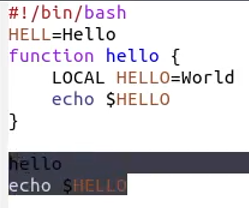 #!/bin/bash
HELL=Hello
function hello {
    LOCAL HELLO=World
    echo $HELLO
}
hello
echo $HELLO